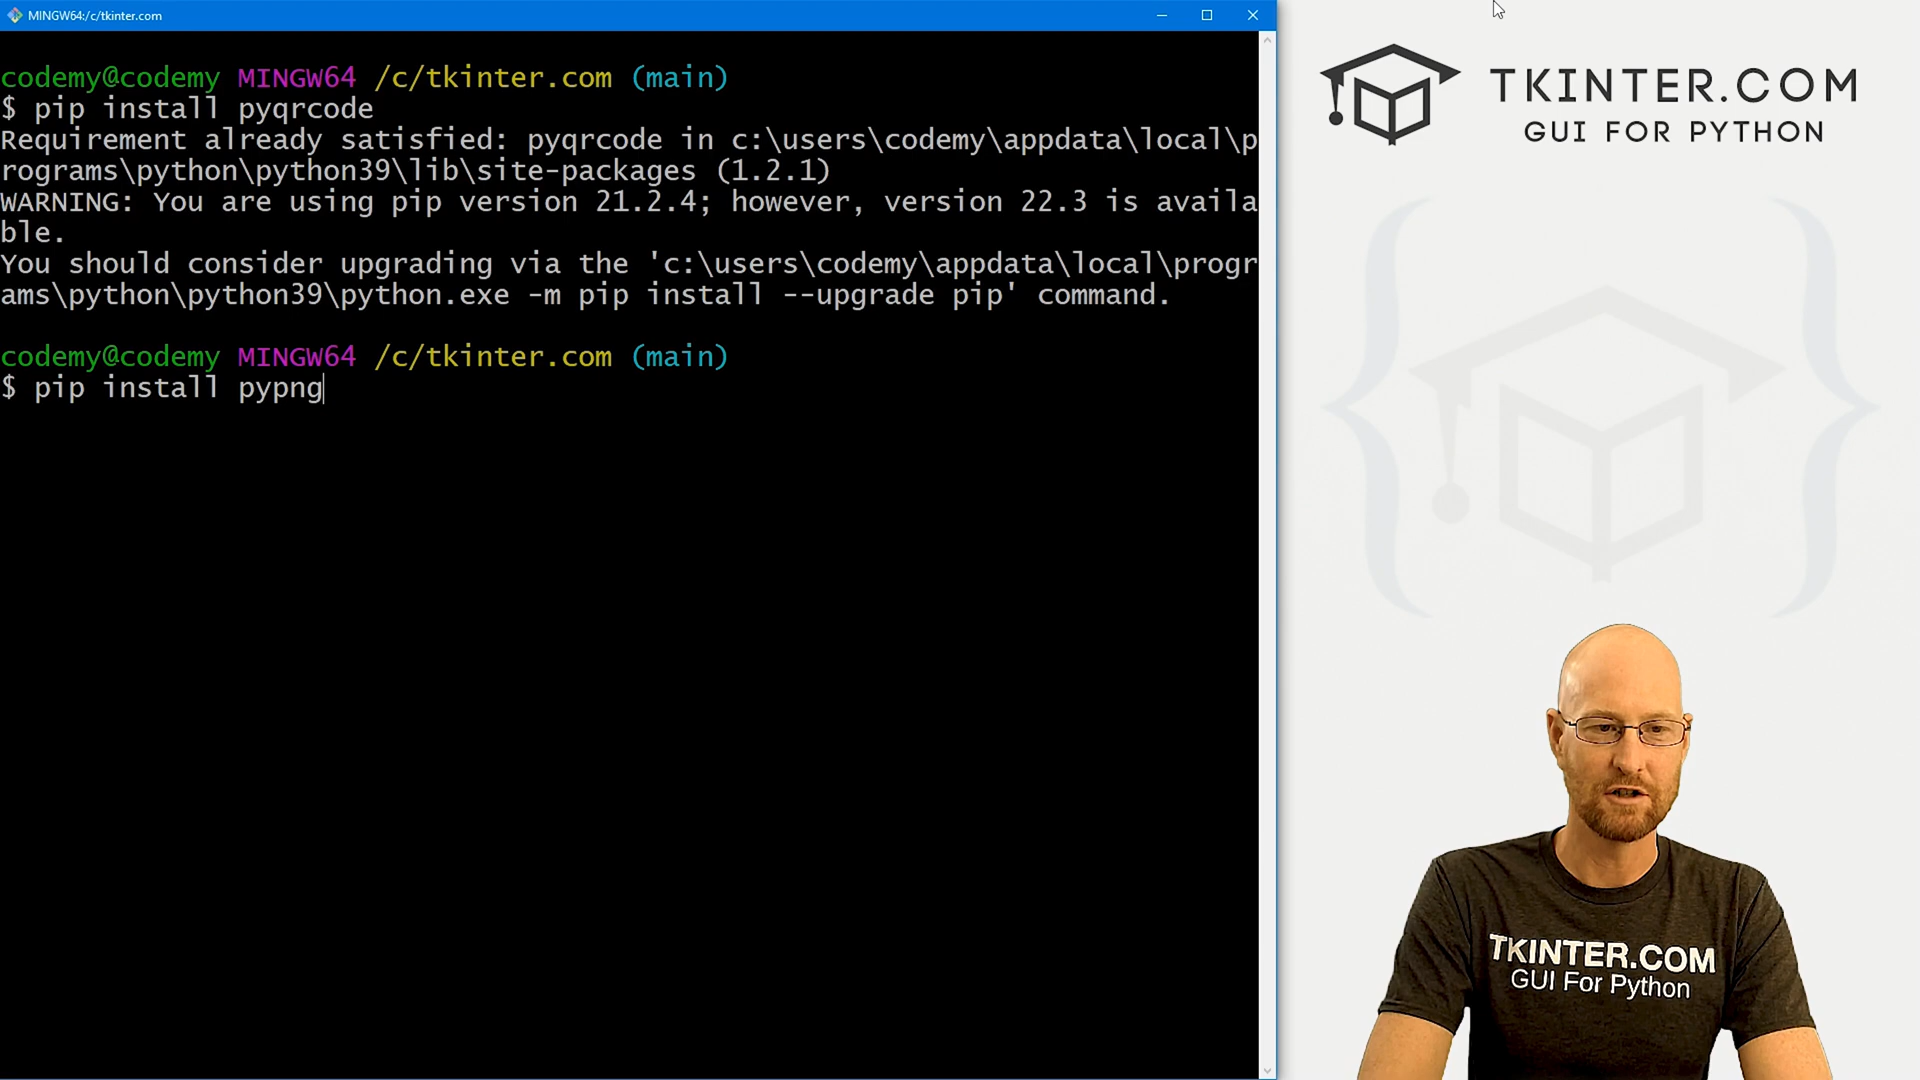 MINGW64:/c/tkinter.com
codemy@codemy MINGW64 /c/tkinter.com (main)
$ pip install pyqrcode
Requirement already satisfied: pyqrcode in c:\users\codemy\appdata\local\p
rograms\python\python39\lib\site-packages (1.2.1)
WARNING: You are using pip version 21.2.4; however, version 22.3 is availa
ble.
You should consider upgrading via the 'c:\users\codemy\appdata\local\progr
ams\python\python39\python.exe -m pip install --upgrade pip' command.
codemy@codemy MINGW64 /c/tkinter.com (main)
$ pip install pypng
TKINTER.COM
GUI FOR PYTHON
TKINTER.COM
GUI For Python